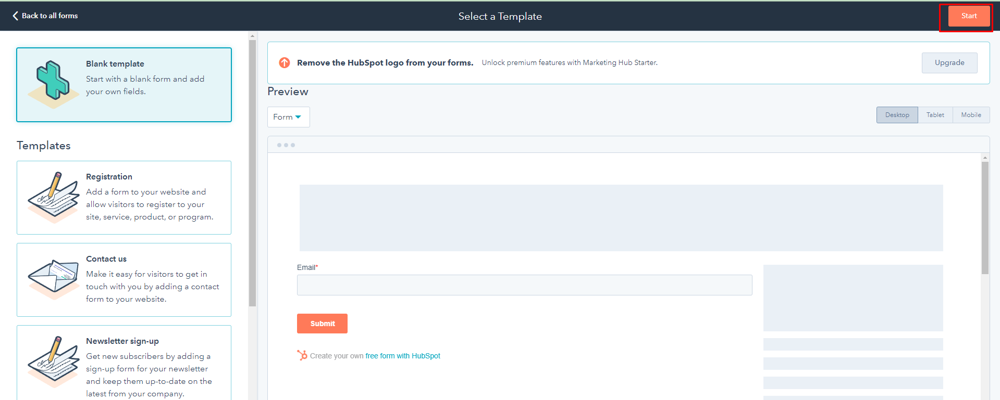 Back to all forms
Select a Template
Start
Blank template
Start with a blank form and add
your own fields.
Templates
Registration
Add a form to your website and
allow visitors to register to your
site, service, product, or program.
Contact us
Make it easy for visitors to get in
touch with you by adding a contact
form to your website.
Newsletter sign-up
Get new subscribers by adding a
sign-up form for your newsletter
and keep them up-to-date on the
latest from your company.
Remove the HubSpot logo from your forms. Unlock premium features with Marketing Hub Starter.
Upgrade
Preview
Form
Desktop Tablet Mobile
Email*
Submit
Create your own free form with HubSpot